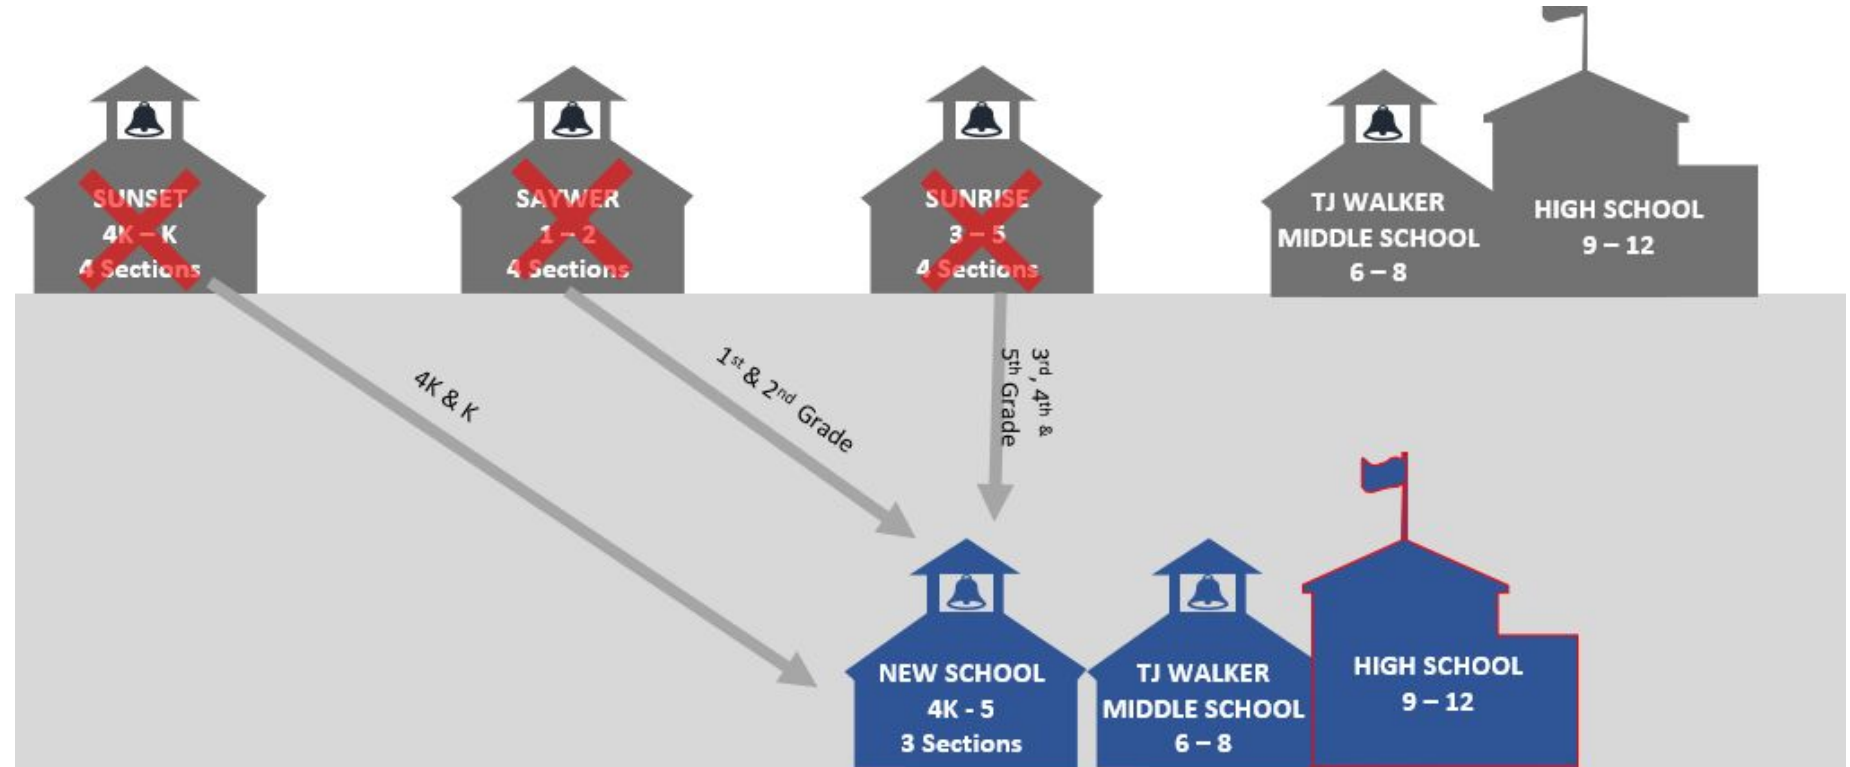 SUNSET
4K – K
4 Sections
SAYWER
1 – 2
4 Sections
SUNRISE
3 – 5
4 Sections
TJ WALKER
MIDDLE SCHOOL
6 – 8
HIGH SCHOOL
9 – 12
4K & K
1st & 2nd Grade
3rd, 4th &
5th Grade
NEW SCHOOL
4K - 5
3 Sections
TJ WALKER
MIDDLE SCHOOL
6 – 8
HIGH SCHOOL
9 – 12